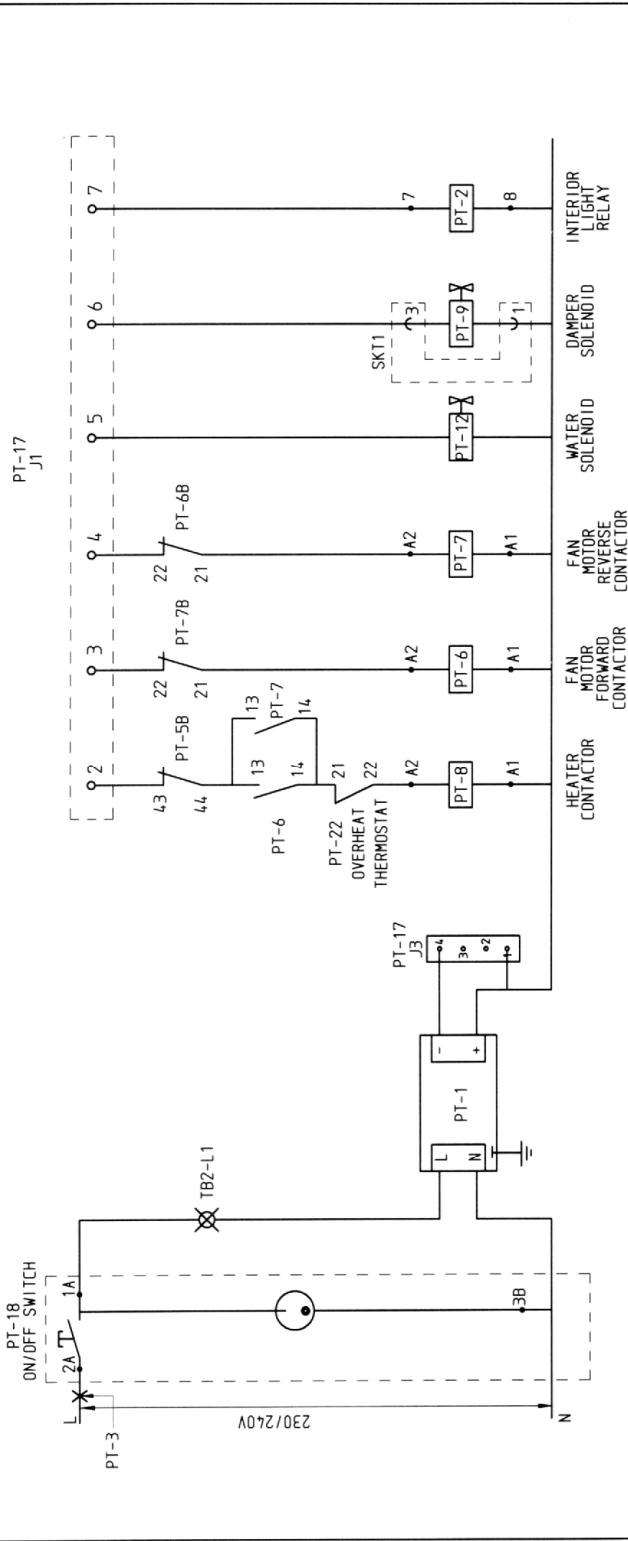 PT-18
ON/OFF SWITCH
L
2A
1A
PT-3
230/240V
N
3B
TB2-L1
L
N
PT-1
-
+
PT-17
J3
4
3
2
1
PT-17
J1
2
3
4
5
6
7
43
PT-5B
44
13
PT-6
14
13
PT-7
14
21
PT-22
22
OVERHEAT
THERMOSTAT
A2
PT-8
A1
HEATER
CONTACTOR
22
PT-7B
21
A2
PT-6
A1
FAN
MOTOR
FORWARD
CONTACTOR
22
PT-6B
21
A2
PT-7
A1
FAN
MOTOR
REVERSE
CONTACTOR
PT-12
WATER
SOLENOID
SKT1
3
PT-9
1
DAMPER
SOLENOID
7
PT-2
8
INTERIOR
LIGHT
RELAY